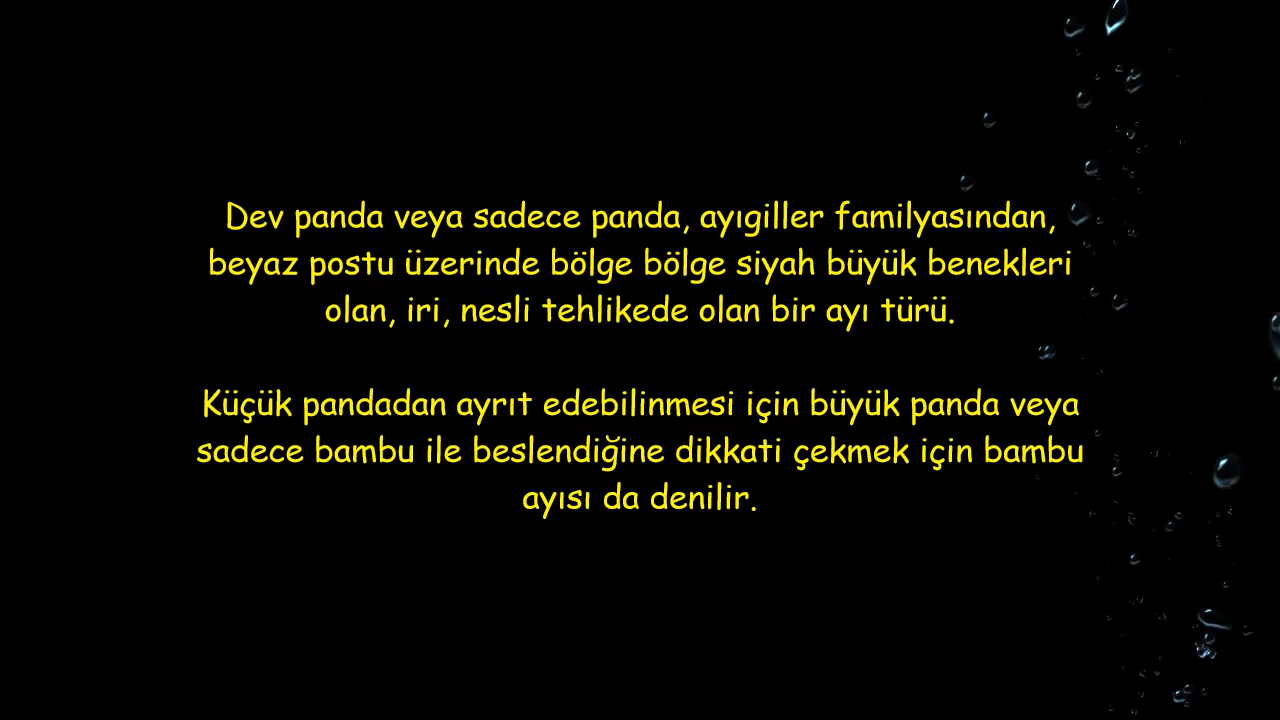 Dev panda veya sadece panda, ayıgiller familyasından,
beyaz postu üzerinde bölge bölge siyah büyük benekleri
olan, iri, nesli tehlikede olan bir ayı türü.
Küçük pandadan ayrıt edebilinmesi için büyük panda veya
sadece bambu ile beslendiğine dikkati çekmek için bambu
ayısı da denilir.